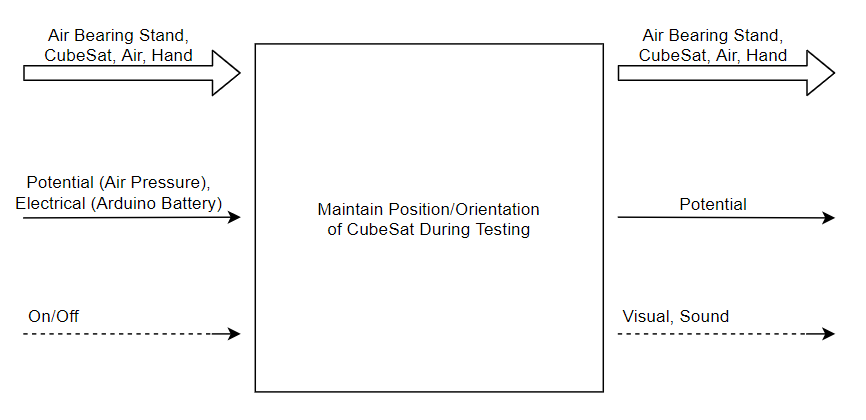 Air Bearing Stand,
CubeSat, Air, Hand
Air Bearing Stand,
CubeSat, Air, Hand
Potential (Air Pressure),
Electrical (Arduino Battery)
Maintain Position/Orientation
of CubeSat During Testing
Potential
On/Off
Visual, Sound